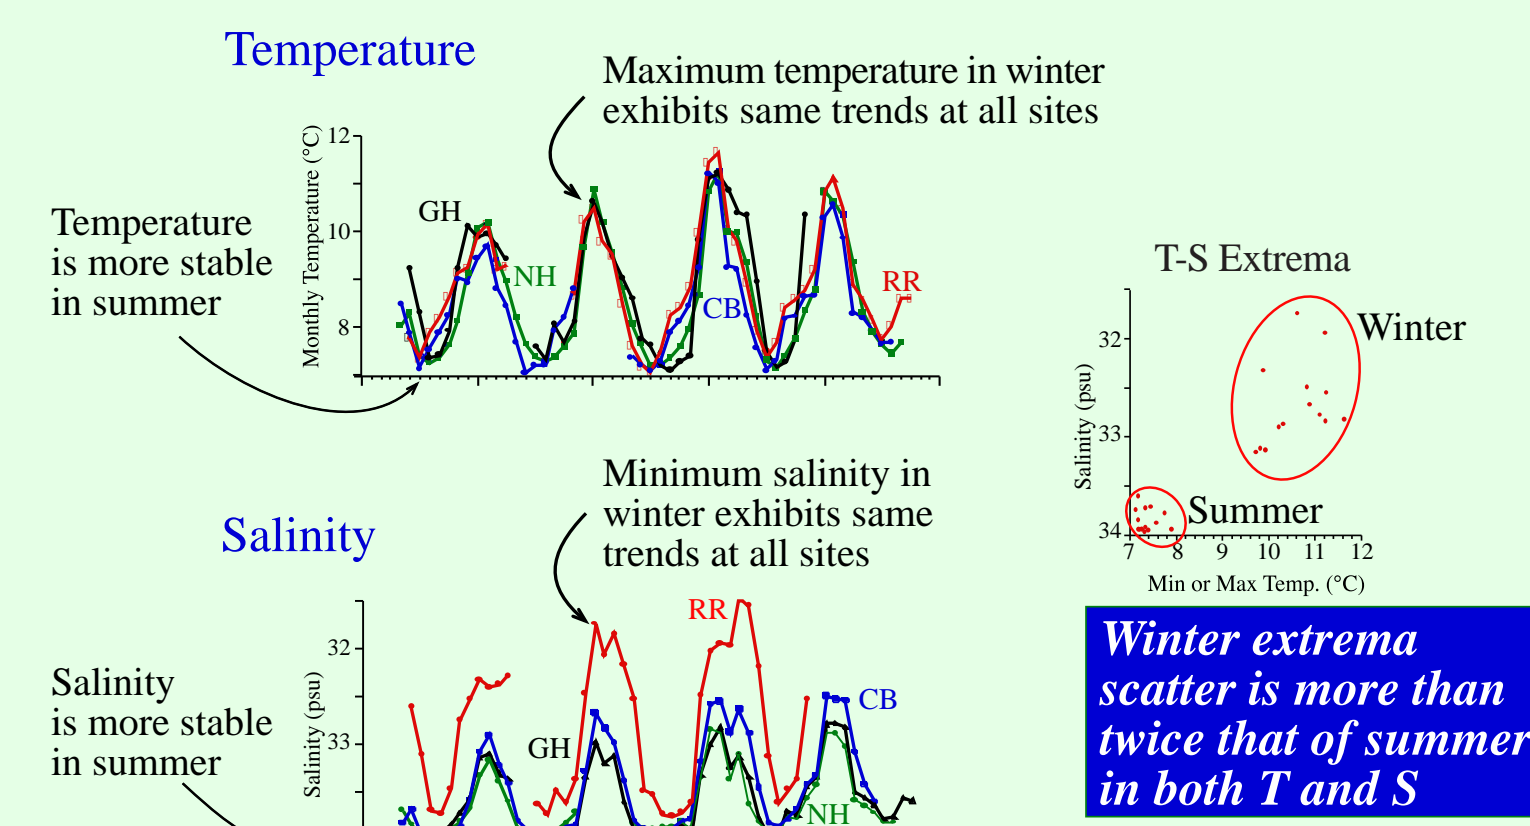 Temperature
Maximum temperature in winter
exhibits same trends at all sites
Temperature
is more stable
in summer
Monthly Temperature (°C)
12
10
8
GH
NH
CB
RR
T-S Extrema
Winter
Summer
Salinity (psu)
32
33
34
7 8 9 10 11 12
Min or Max Temp. (°C)
Salinity
Minimum salinity in
winter exhibits same
trends at all sites
Salinity
is more stable
in summer
Salinity (psu)
32
33
RR
GH
CB
NH
Winter extrema
scatter is more than
twice that of summer
in both T and S